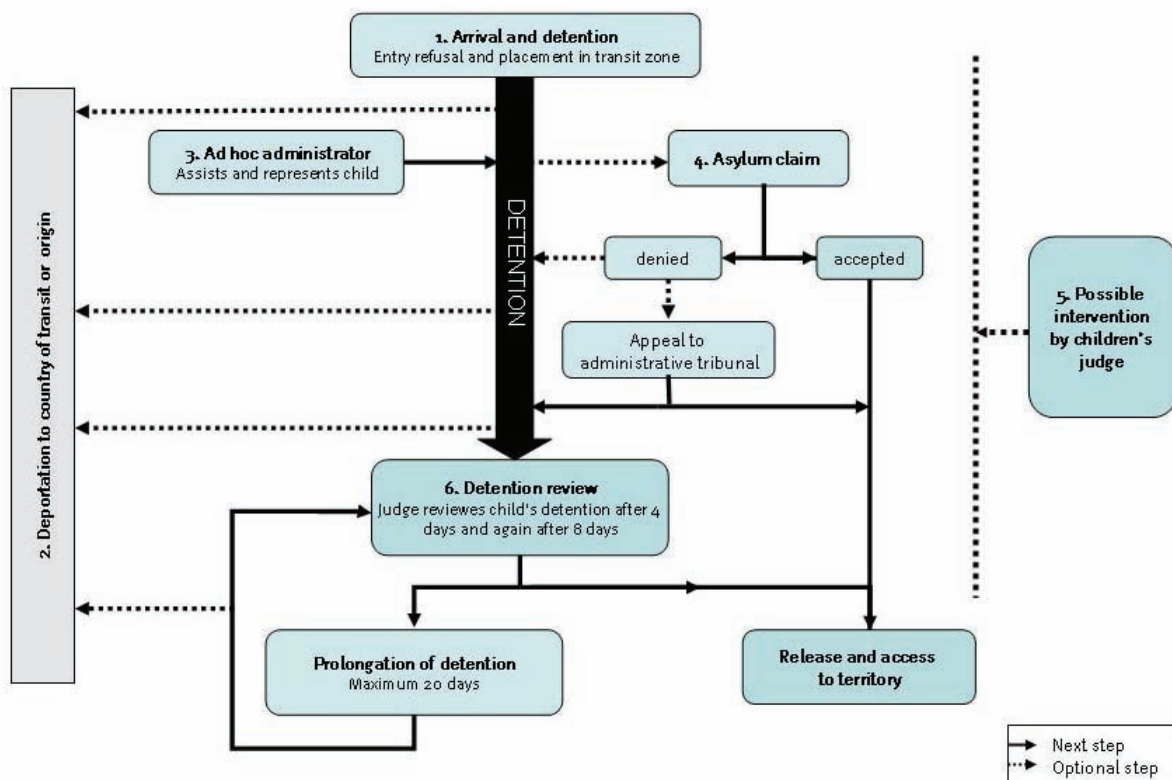 1. Arrival and detention
Entry refusal and placement in transit zone
2. Deportation to country of transit or origin
3. Ad hoc administrator
Assists and represents child
4. Asylum claim
DETENTION
denied
accepted
Appeal to
administrative tribunal
5. Possible
intervention
by children's
judge
6. Detention review
Judge reviewes child's detention after 4
days and again after 8 days
Prolongation of detention
Maximum 20 days
Release and access
to territory
Next step
Optional step